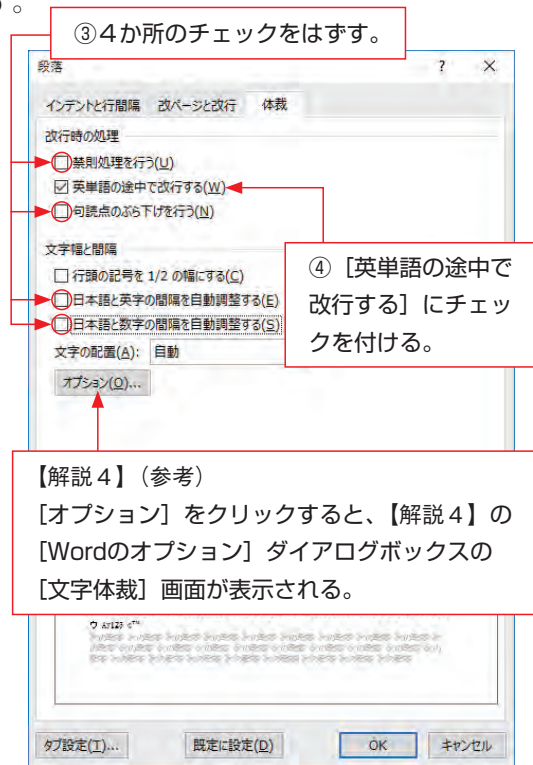 う。
③４か所のチェックをはずす。
段落 ? ×
インデントと行間隔 改ページと改行 体裁
改行時の処理
禁則処理を行う(U)
英単語の途中で改行する(W)
句読点のぶら下げを行う(N)
文字幅と間隔
行頭の記号を 1/2 の幅にする(C)
日本語と英字の間隔を自動調整する(E)
日本語と数字の間隔を自動調整する(S)
文字の配置(A): 自動
オプション(O)...
④［英単語の途中で
改行する］にチェッ
クを付ける。
【解説４】（参考）
［オプション］をクリックすると、【解説４】の
［Wordのオプション］ダイアログボックスの
［文字体裁］画面が表示される。
タブ設定(T)... 既定に設定(D) OK キャンセル